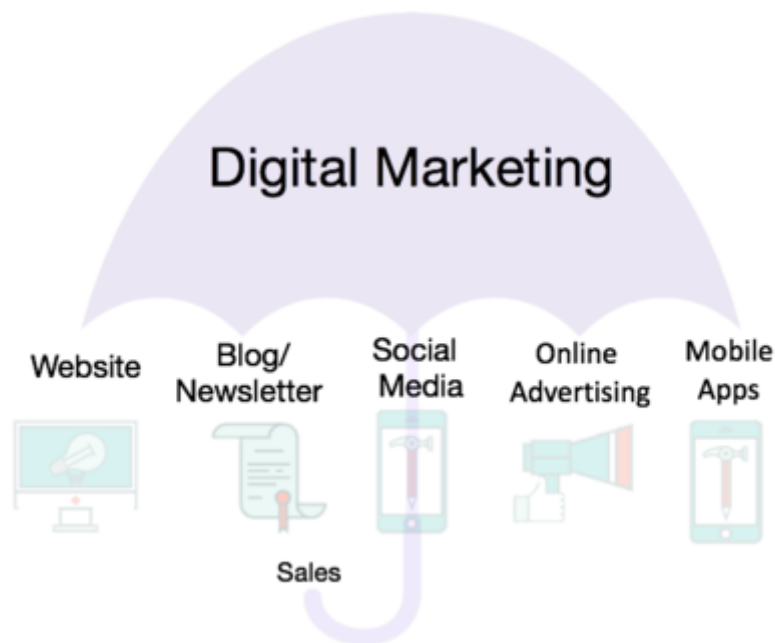 Digital Marketing
Website
Blog/
Newsletter
Social
Media
Online
Advertising
Mobile
Apps
Sales